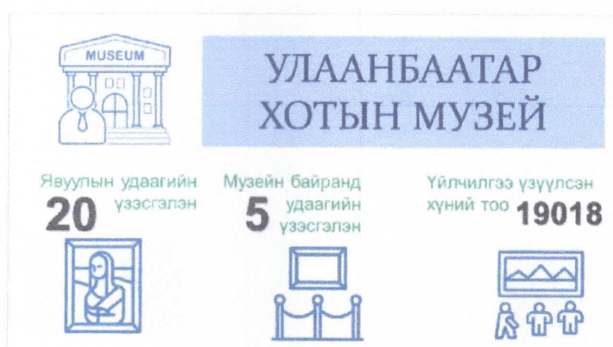 MUSEUM
УЛААНБААТАР
ХОТЫН МУЗЕЙ
Явуулын удаагийн
20 үзэсгэлэн
Музейн байранд
5 удаагийн
үзэсгэлэн
Үйлчилгээ үзүүлсэн
хүний тоо 19018